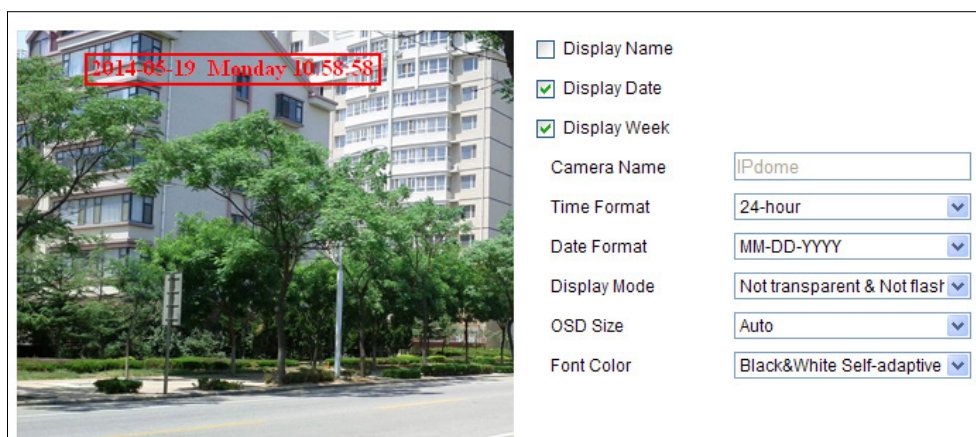 2014-05-19 Monday 10:58:58
Display Name
Display Date
Display Week
Camera Name IPdome
Time Format 24-hour
Date Format MM-DD-YYYY
Display Mode Not transparent & Not flash
OSD Size Auto
Font Color Black&White Self-adaptive